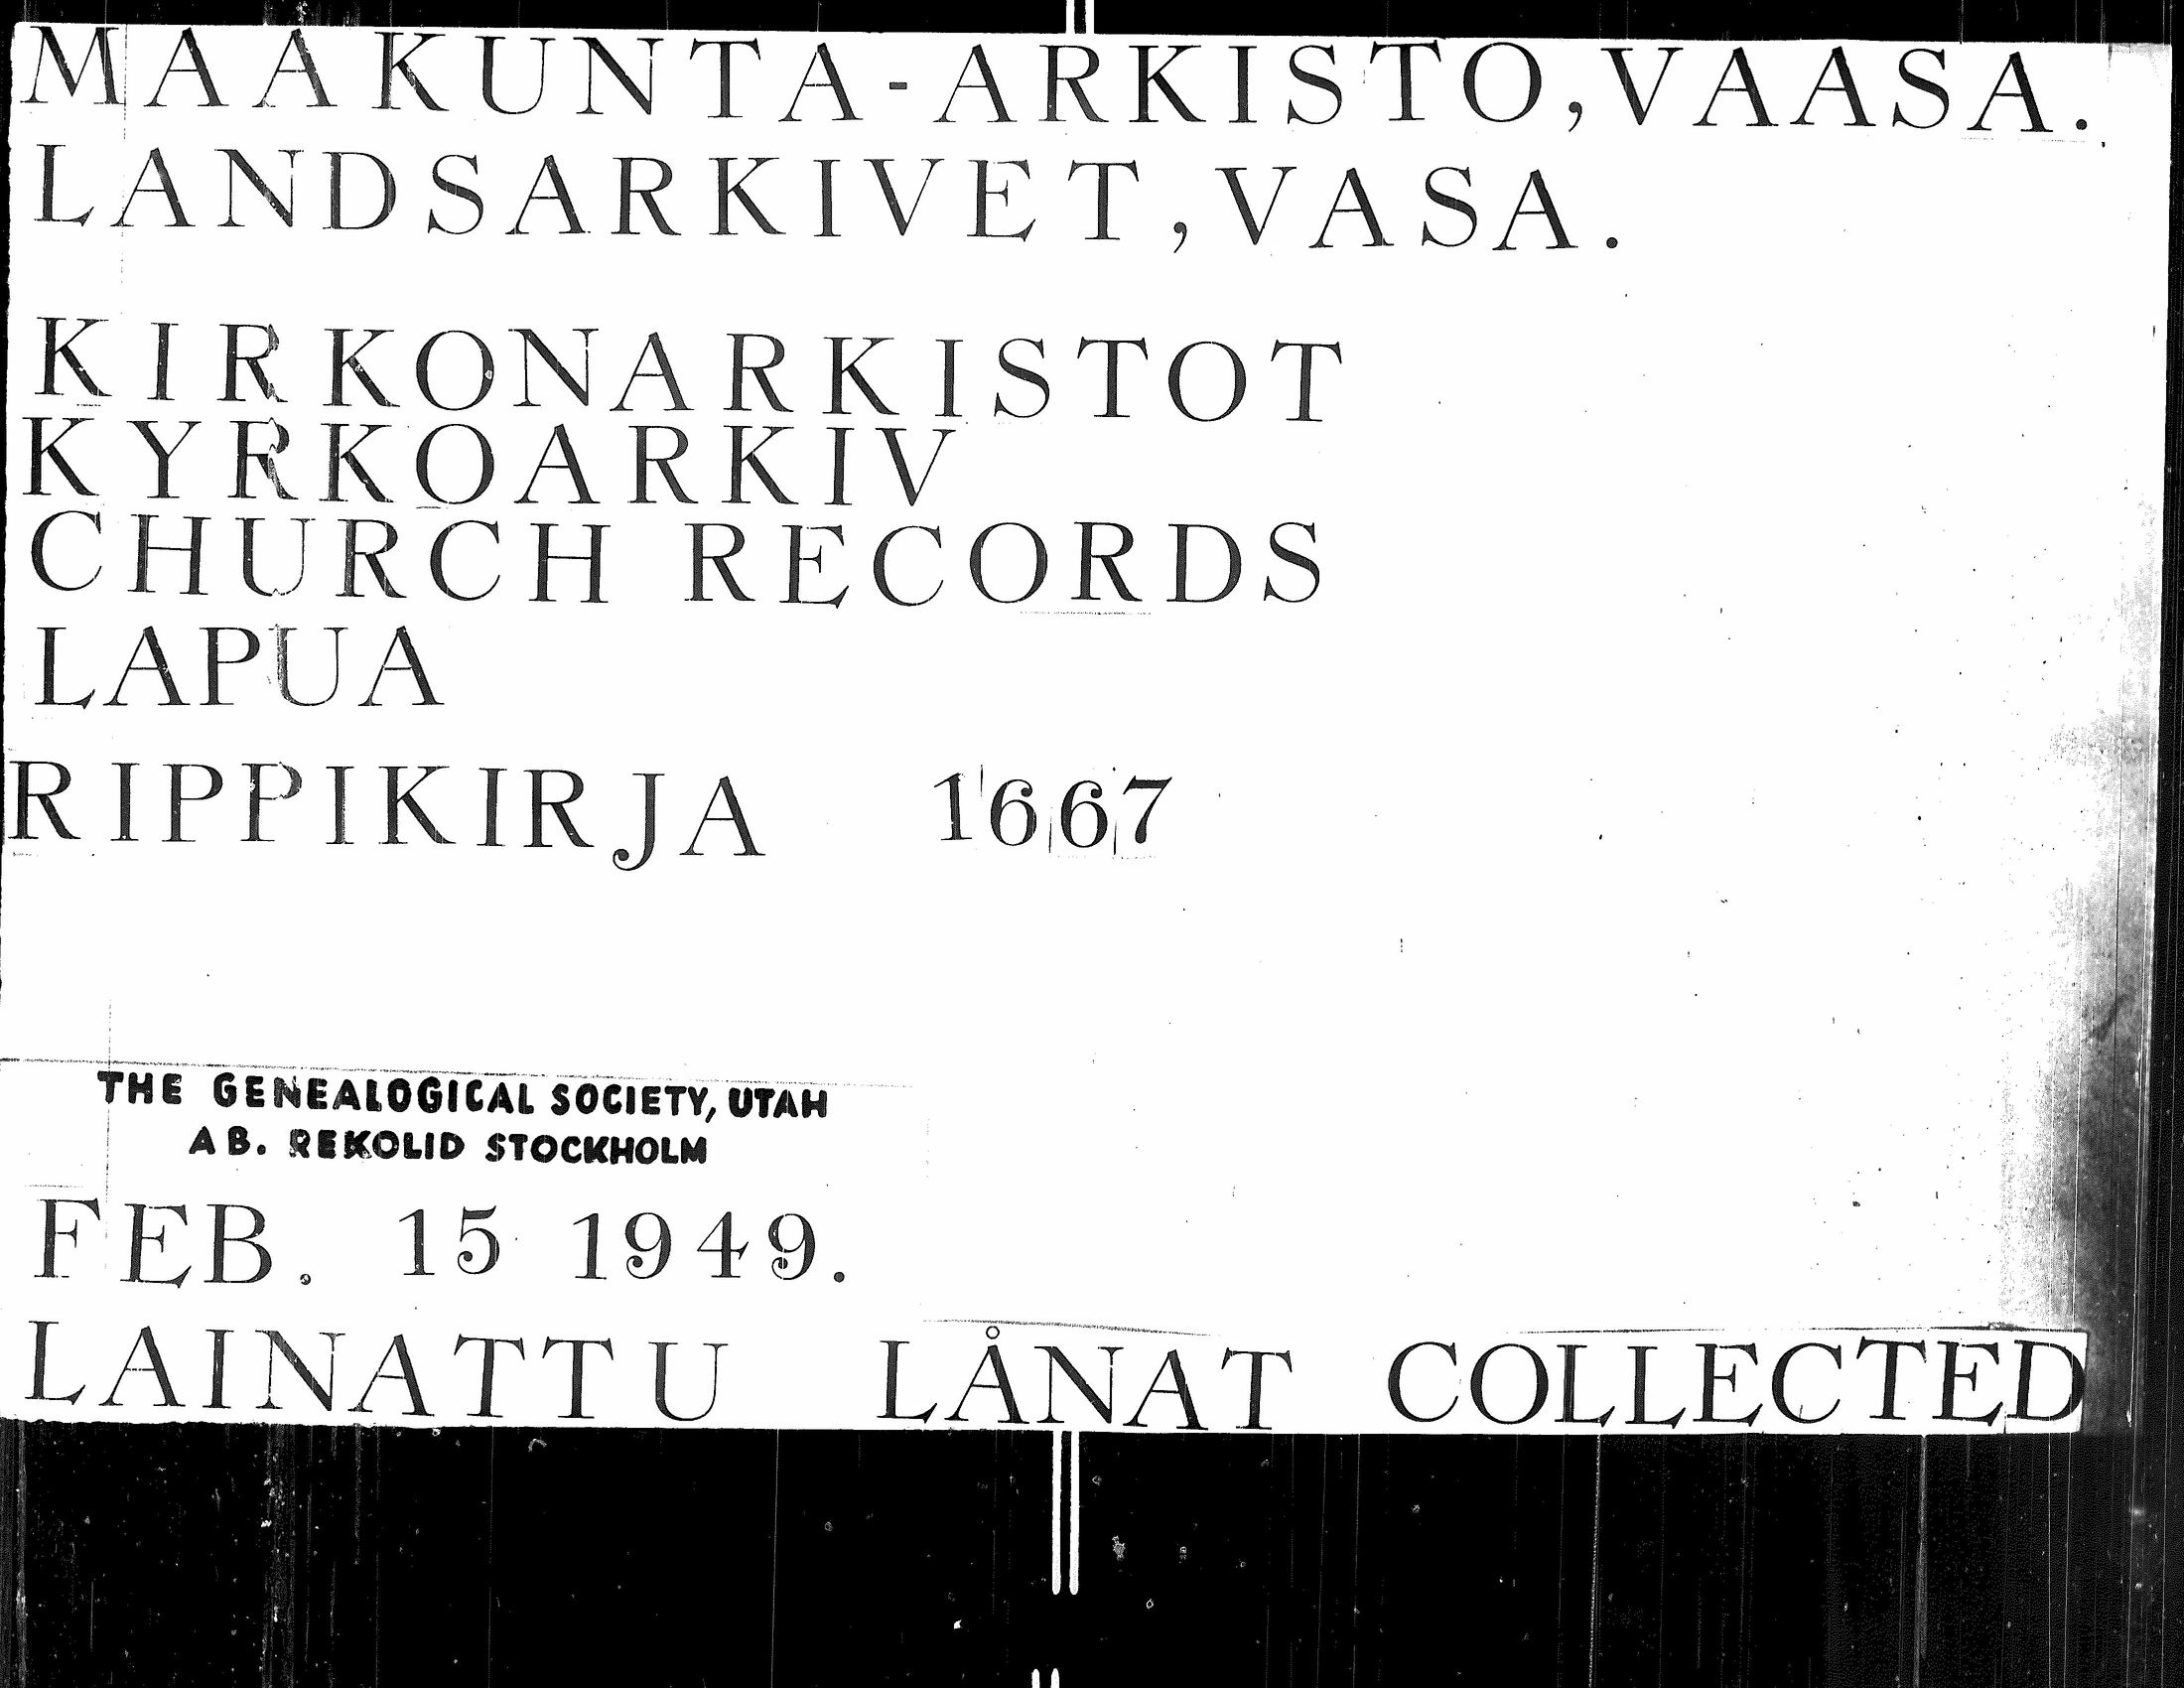 MAAKUNTA-ARKISTO, VAASA.
LANDSARKIVET, VASA.
KIRKONARKISTOT
KYRKOARKIV
CHURCH RECORDS
LAPUA
RIPPIKIRJA 1667
THE GENEALOGICAL SOCIETY, UTAH
AB. REKOLID STOCKHOLM
FEB. 15 1949.
LAINATTU LÅNAT COLLECTED